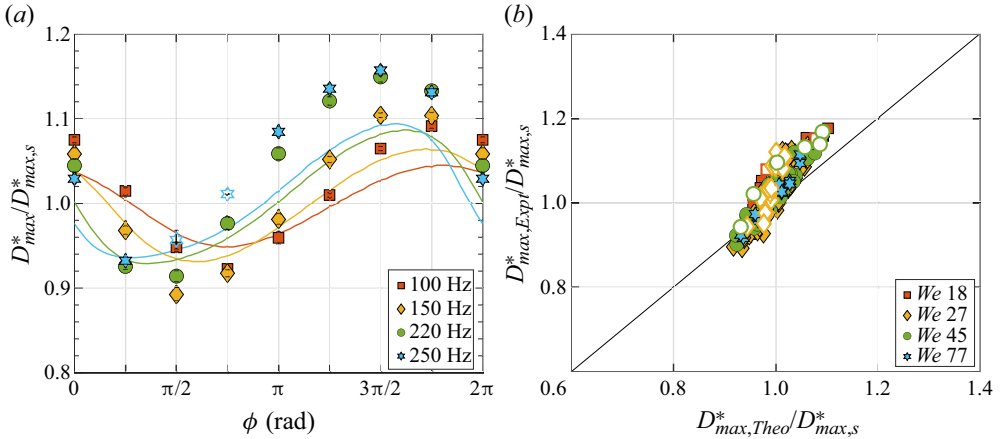 (a)
1.2
1.1
1.0
0.9
0.8
D*max/D*max,s
0
π/2
π
3π/2
2π
ϕ (rad)
100 Hz
150 Hz
220 Hz
250 Hz
(b)
1.4
1.2
1.0
0.8
D*max,Expt/D*max,s
0.6
0.8
1.0
1.2
1.4
D*max,Theo/D*max,s
We 18
We 27
We 45
We 77